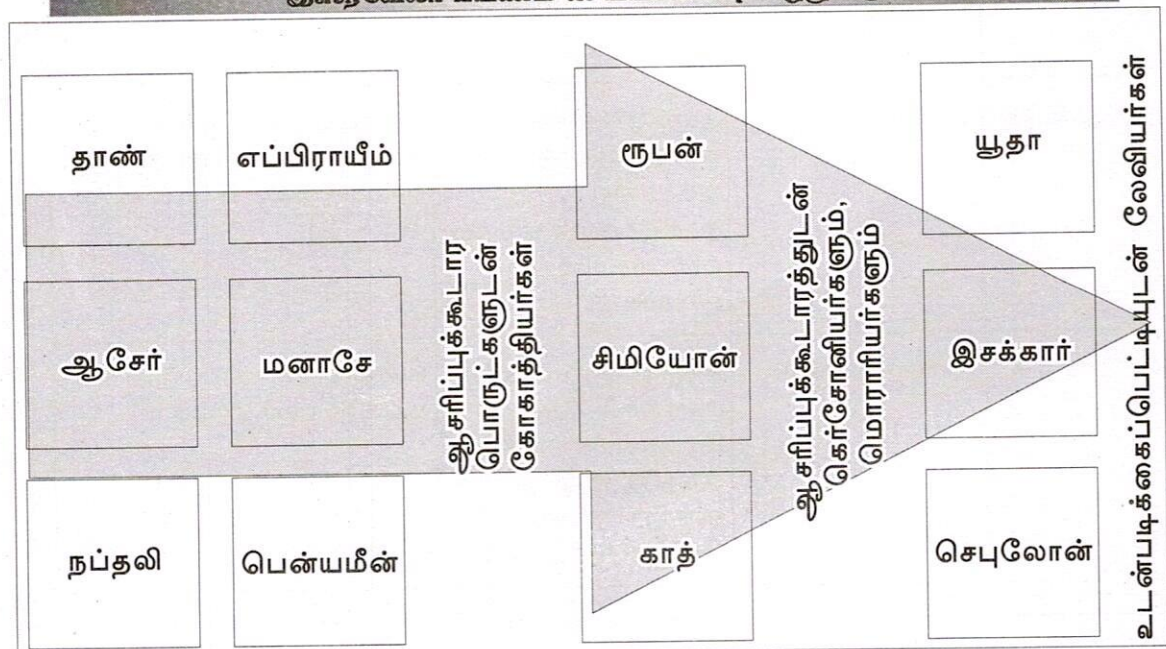 தாண்
எப்பிராயீம்
ரூபன்
யூதா
ஆசேர்
மனாசே
ஆசரிப்புக்கூடார
பொருட்களுடன்
கோகாத்தியர்கள்
சிமியோன்
ஆசரிப்புக்கூடாரத்துடன்
கெர்சோனியர்களும்,
மொராரியர்களும்
இசக்கார்
உடன்படிக்கைப்பெட்டியுடன் லேவியர்கள்
நப்தலி
பென்யமீன்
காத்
செபுலோன்